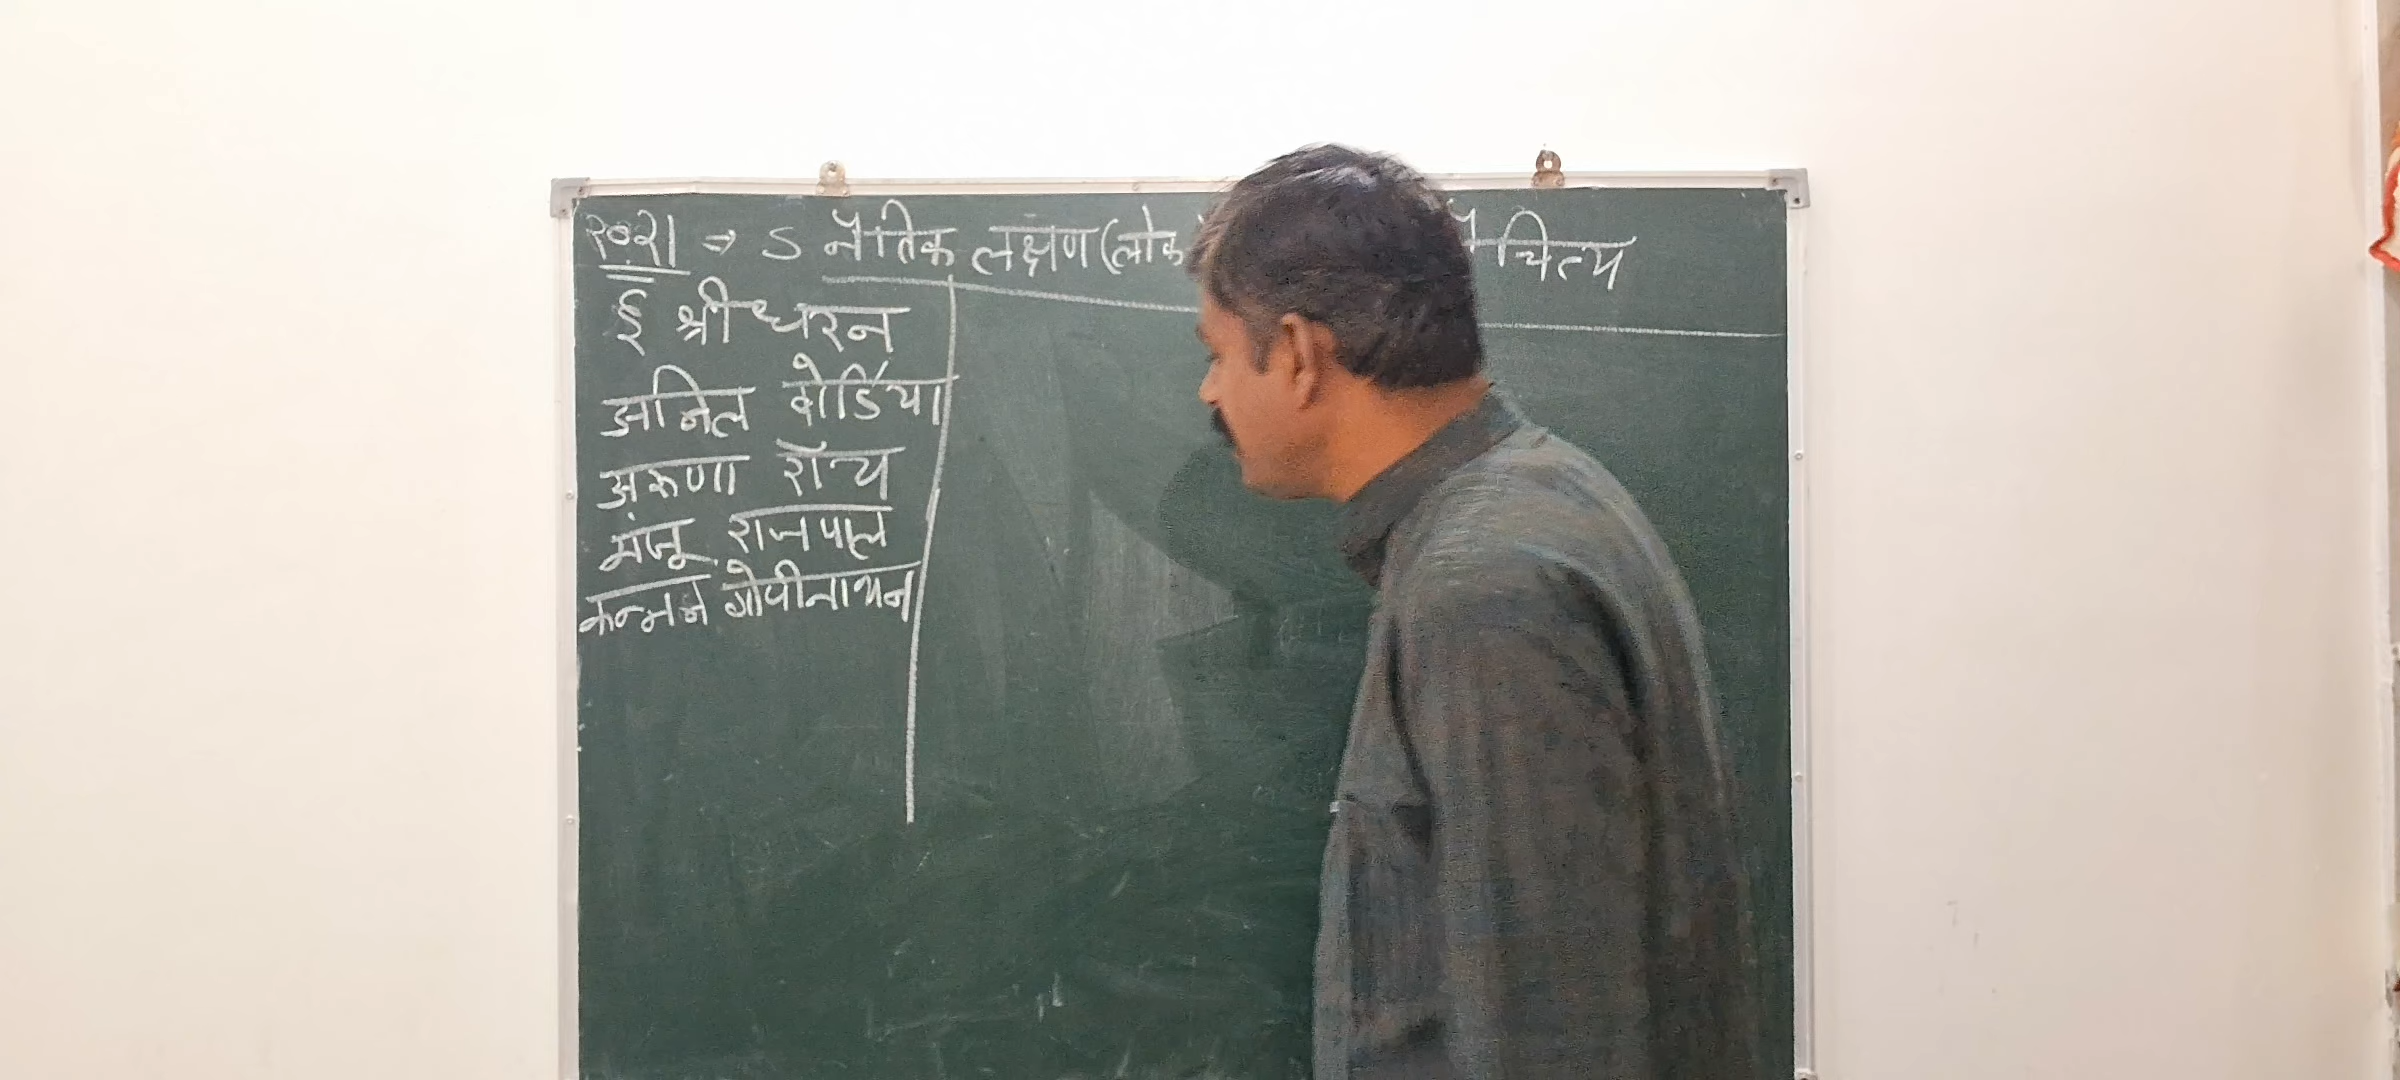 २०२१ → 5 नैतिक लक्षण (लोक चित्य
ई श्रीधरन
अनिल बोर्डिया
अरुणा रॉय
मंजू राजपाल
कन्नन गोपीनाथन